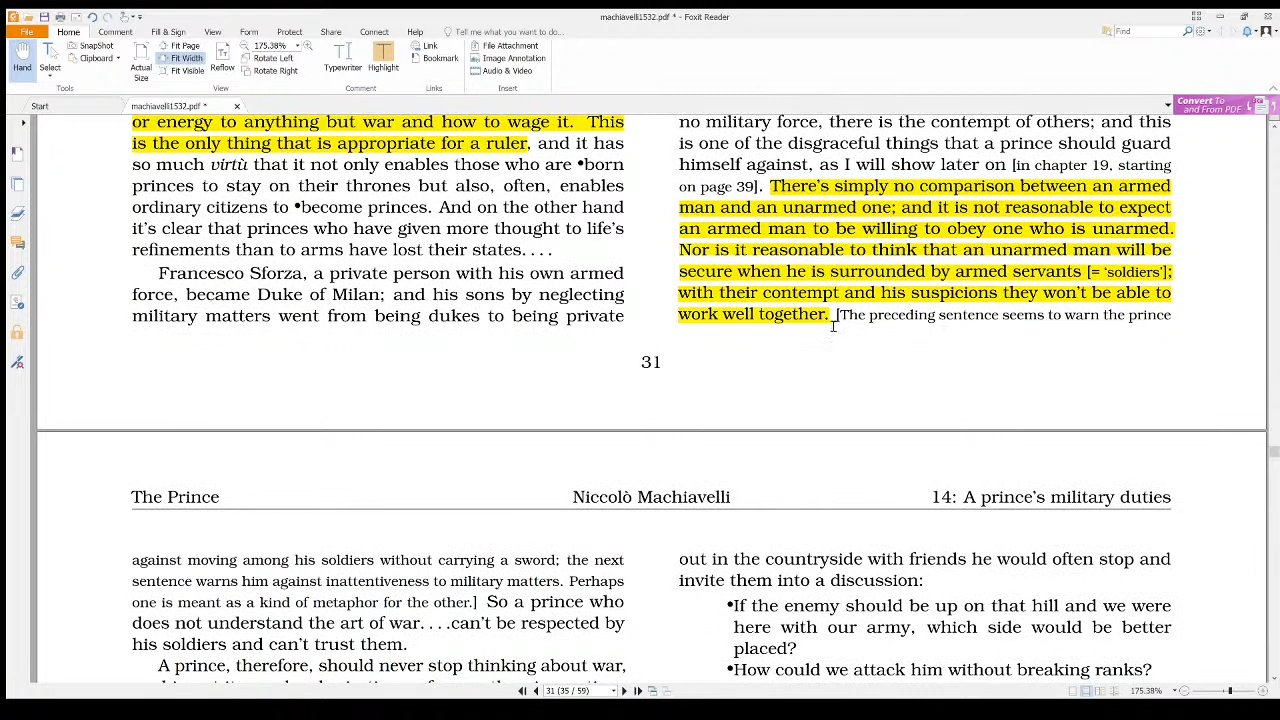 machiavelli1532.pdf * - Foxit Reader
File Home Comment Fill & Sign View Form Protect Share Connect Help Tell me what you want to do... Find
Hand
Select
SnapShot
Clipboard
Tools
Actual Size
Fit Page
Fit Width
Fit Visible
Reflow
175.38%
Rotate Left
Rotate Right
View
Typewriter
Highlight
Comment
Link
Bookmark
Links
File Attachment
Image Annotation
Audio & Video
Insert
Start
machiavelli1532.pdf *
Convert To and From PDF
or energy to anything but war and how to wage it. This
is the only thing that is appropriate for a ruler, and it has
so much virtù that it not only enables those who are •born
princes to stay on their thrones but also, often, enables
ordinary citizens to •become princes. And on the other hand
it's clear that princes who have given more thought to life's
refinements than to arms have lost their states. . . .
Francesco Sforza, a private person with his own armed
force, became Duke of Milan; and his sons by neglecting
military matters went from being dukes to being private
no military force, there is the contempt of others; and this
is one of the disgraceful things that a prince should guard
himself against, as I will show later on [in chapter 19, starting
on page 39]. There's simply no comparison between an armed
man and an unarmed one; and it is not reasonable to expect
an armed man to be willing to obey one who is unarmed.
Nor is it reasonable to think that an unarmed man will be
secure when he is surrounded by armed servants [= 'soldiers'];
with their contempt and his suspicions they won't be able to
work well together. [The preceding sentence seems to warn the prince
31
The Prince Niccolò Machiavelli 14: A prince's military duties
against moving among his soldiers without carrying a sword; the next
sentence warns him against inattentiveness to military matters. Perhaps
one is meant as a kind of metaphor for the other.] So a prince who
does not understand the art of war. . . .can't be respected by
his soldiers and can't trust them.
A prince, therefore, should never stop thinking about war,
out in the countryside with friends he would often stop and
invite them into a discussion:
•If the enemy should be up on that hill and we were
here with our army, which side would be better
placed?
•How could we attack him without breaking ranks?
31 (35 / 59)
175.38%